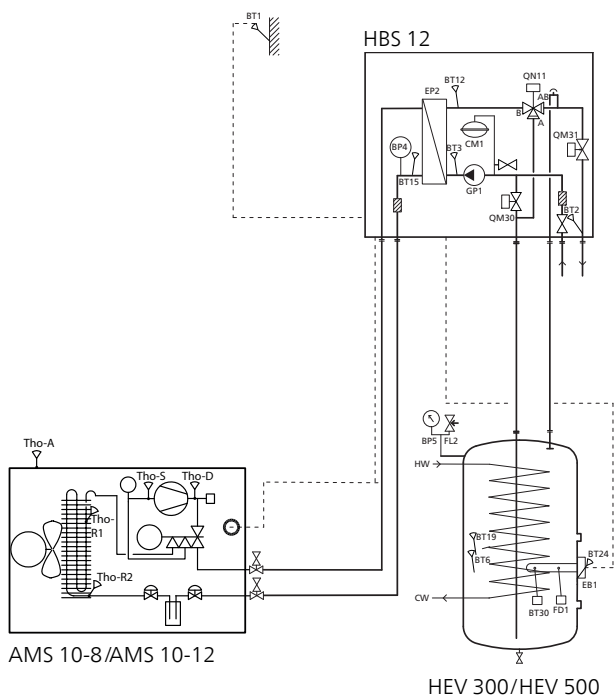 BT1
HBS 12
BT12
QN11
EP2
AB
B
A
CM1
QM31
BP4
BT3
BT15
GP1
QM30
BT2
Tho-A
Tho-S
Tho-D
Tho-
R1
Tho-R2
BP5
FL2
HW
BT19
BT6
BT24
EB1
CW
BT30
FD1
AMS 10-8/AMS 10-12
HEV 300/HEV 500